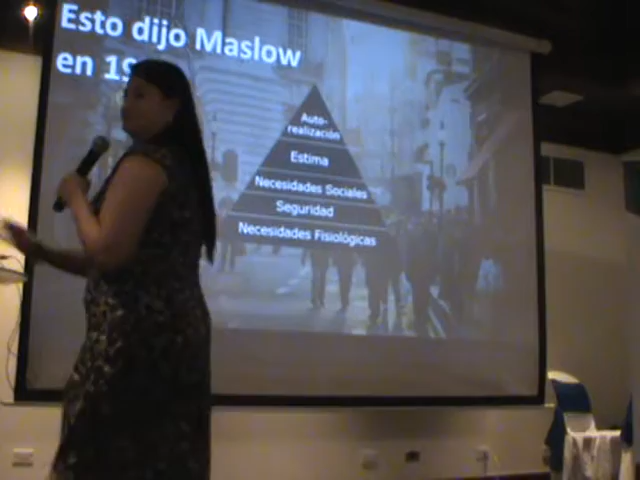 Esto dijo Maslow
en 19
Auto-
realización
Estima
Necesidades Sociales
Seguridad
Necesidades Fisiológicas